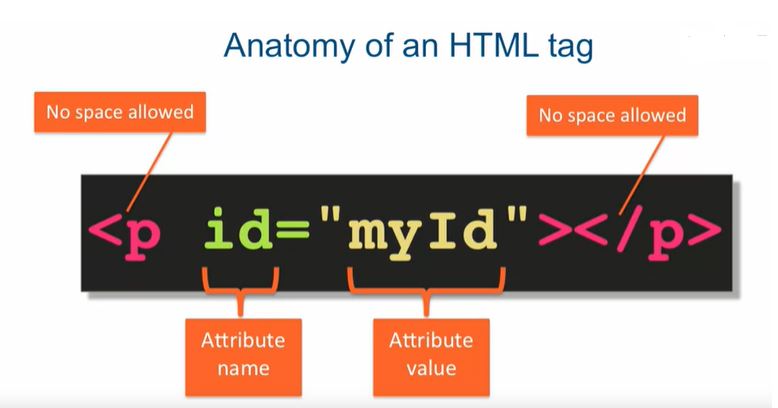 Anatomy of an HTML tag
No space allowed
No space allowed
<p id="myId"></p>
Attribute
name
Attribute
value